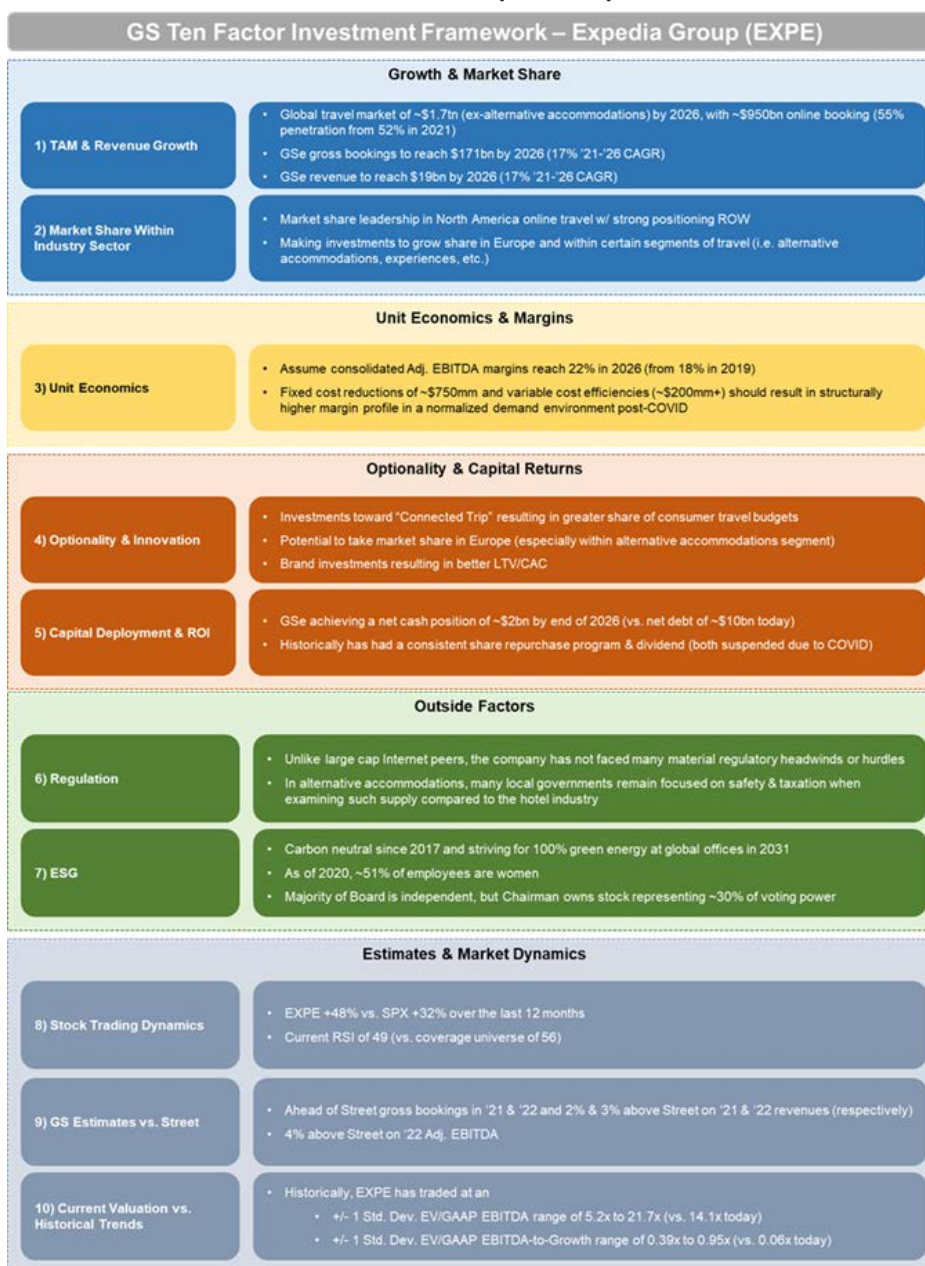 GS Ten Factor Investment Framework – Expedia Group (EXPE)
Growth & Market Share
1) TAM & Revenue Growth
• Global travel market of ~$1.7tn (ex-alternative accommodations) by 2026, with ~$950bn online booking (55%
penetration from 52% in 2021)
• GSe gross bookings to reach $171bn by 2026 (17% '21-'26 CAGR)
• GSe revenue to reach $19bn by 2026 (17% '21-'26 CAGR)
2) Market Share Within
Industry Sector
• Market share leadership in North America online travel w/ strong positioning ROW
• Making investments to grow share in Europe and within certain segments of travel (i.e. alternative
accommodations, experiences, etc.)
Unit Economics & Margins
3) Unit Economics
• Assume consolidated Adj. EBITDA margins reach 22% in 2026 (from 18% in 2019)
• Fixed cost reductions of ~$750mm and variable cost efficiencies (~$200mm+) should result in structurally
higher margin profile in a normalized demand environment post-COVID
Optionality & Capital Returns
4) Optionality & Innovation
• Investments toward “Connected Trip” resulting in greater share of consumer travel budgets
• Potential to take market share in Europe (especially within alternative accommodations segment)
• Brand investments resulting in better LTV/CAC
5) Capital Deployment & ROI
• GSe achieving a net cash position of ~$2bn by end of 2026 (vs. net debt of ~$10bn today)
• Historically has had a consistent share repurchase program & dividend (both suspended due to COVID)
Outside Factors
6) Regulation
• Unlike large cap Internet peers, the company has not faced many material regulatory headwinds or hurdles
• In alternative accommodations, many local governments remain focused on safety & taxation when
examining such supply compared to the hotel industry
7) ESG
• Carbon neutral since 2017 and striving for 100% green energy at global offices in 2031
• As of 2020, ~51% of employees are women
• Majority of Board is independent, but Chairman owns stock representing ~30% of voting power
Estimates & Market Dynamics
8) Stock Trading Dynamics
• EXPE +48% vs. SPX +32% over the last 12 months
• Current RSI of 49 (vs. coverage universe of 56)
9) GS Estimates vs. Street
• Ahead of Street gross bookings in '21 & '22 and 2% & 3% above Street on '21 & '22 revenues (respectively)
• 4% above Street on '22 Adj. EBITDA
10) Current Valuation vs.
Historical Trends
• Historically, EXPE has traded at an
• +/- 1 Std. Dev. EV/GAAP EBITDA range of 5.2x to 21.7x (vs. 14.1x today)
• +/- 1 Std. Dev. EV/GAAP EBITDA-to-Growth range of 0.39x to 0.95x (vs. 0.06x today)